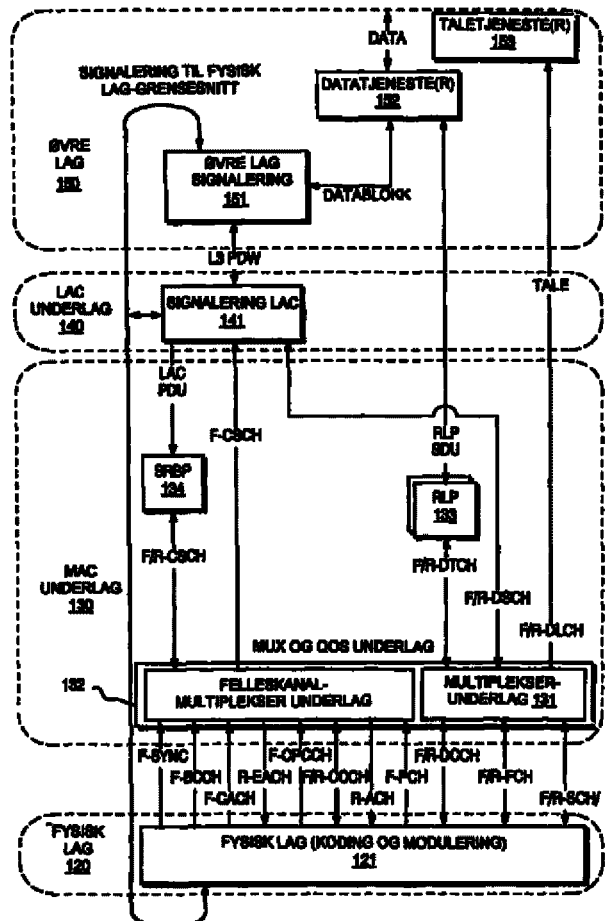 DATA
TALETJENESTE(R)
153
SIGNALERING TIL FYSISK
LAG-GRENSESNITT
DATATJENESTE(R)
152
ØVRE
LAG
150
ØVRE LAG
SIGNALERING
151
DATABLOKK
L3 PDW
LAC
UNDERLAG
140
SIGNALERING LAC
141
TALE
LAC
PDU
F-CSCH
RLP
SDU
SRBP
134
RLP
133
F/R-CSCH
F/R-DTCH
MAC
UNDERLAG
130
F/R-DSCH
F/R-DLCH
MUX OG QOS UNDERLAG
132
FELLESKANAL-
MULTIPLEKSER UNDERLAG
MULTIPLEKSER-
UNDERLAG 131
F-SYNC
F-CPCCH
F/R-DCCH
F-BCCH
R-EACH
F/R-CCCH/
F-PCH
F/R-FCH
F-CACH
R-ACH
F/R-SCH/
FYSISK
LAG
120
FYSISK LAG (KODING OG MODULERING)
121